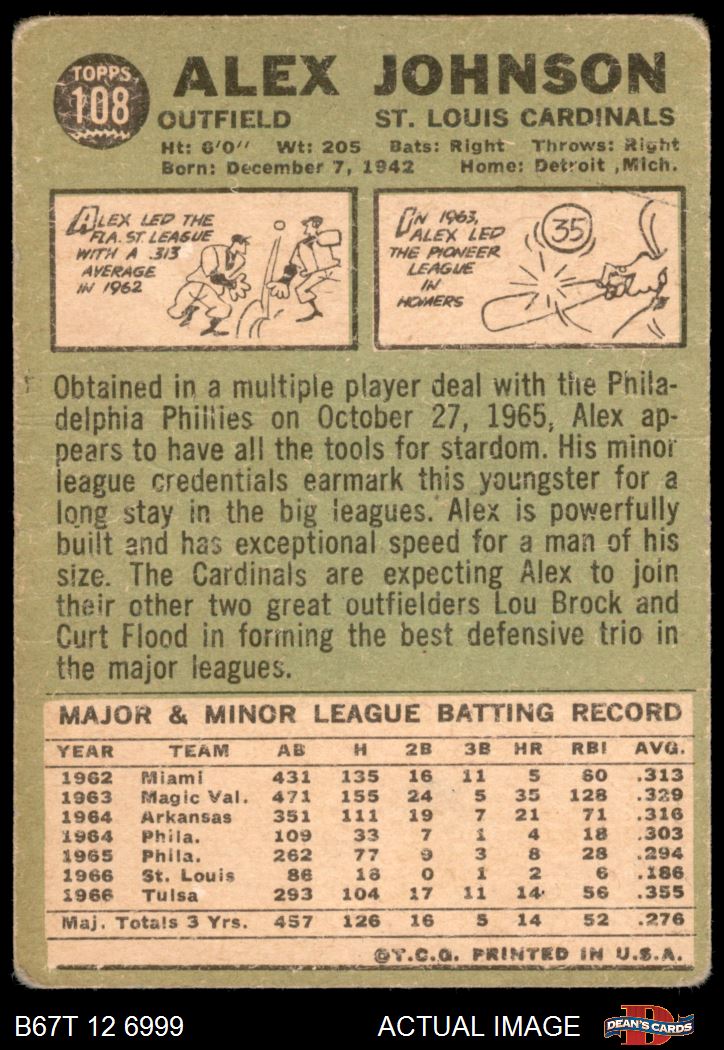 TOPPS
108
ALEX JOHNSON
OUTFIELD ST. LOUIS CARDINALS
Ht: 6'0" Wt: 205 Bats: Right Throws: Right
Born: December 7, 1942 Home: Detroit ,Mich.
ALEX LED THE
FLA. ST LEAGUE
WITH A .313
AVERAGE
IN 1962
IN 1963,
ALEX LED
THE PIONEER
LEAGUE
IN
HOMERS
35
Obtained in a multiple player deal with the Phila-
delphia Phillies on October 27, 1965, Alex ap-
pears to have all the tools for stardom. His minor
league credentials earmark this youngster for a
long stay in the big leagues. Alex is powerfully
built and has exceptional speed for a man of his
size. The Cardinals are expecting Alex to join
their other two great outfielders Lou Brock and
Curt Flood in forming the best defensive trio in
the major leagues.
MAJOR & MINOR LEAGUE BATTING RECORD
YEAR TEAM AB H 2B 3B HR RBI AVG.
1962 Miami 431 135 16 11 5 60 .313
1963 Magic Val. 471 155 24 5 35 128 .329
1964 Arkansas 351 111 19 7 21 71 .316
1964 Phila. 109 33 7 1 4 18 .303
1965 Phila. 262 77 9 3 8 28 .294
1966 St. Louis 86 16 0 1 2 6 .186
1966 Tulsa 293 104 17 11 14 56 .355
Maj. Totals 3 Yrs. 457 126 16 5 14 52 .276
©T.C.G. PRINTED IN U.S.A.
B67T 12 6999 ACTUAL IMAGE
D
DEAN'S CARDS